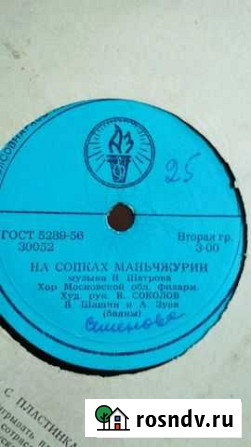 АЗ
25
ГОСТ 5289-56
30052
Вторая гр.
3-00
НА СОПКАХ МАНЬЧЖУРИИ
музыка И. Шатрова
Хор Московской обл. филарм.
Худ. рук. В. СОКОЛОВ
В. и А. Зуев
(баяны)
С ПЛАСТИНКА
rosndv.ru